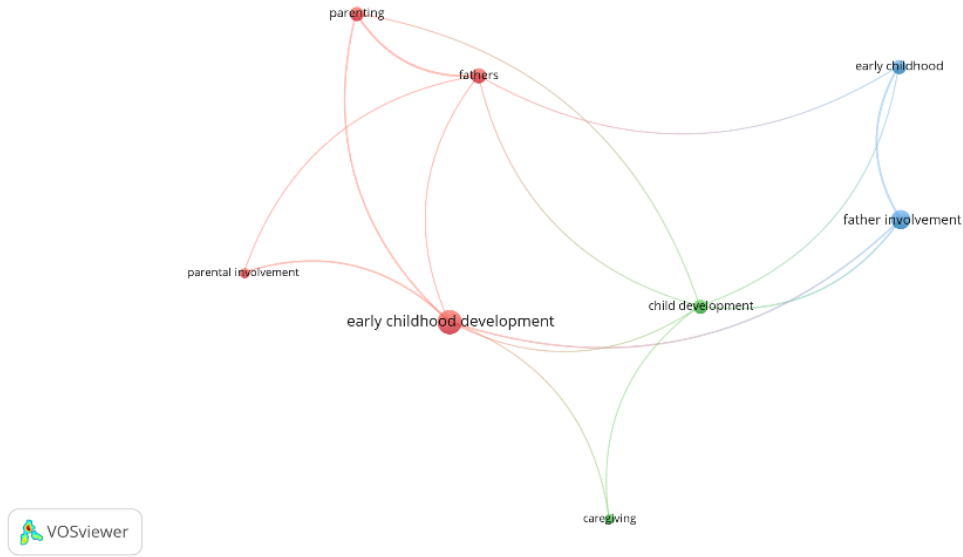 parenting
early childhood
fathers
father involvement
parental involvement
child development
early childhood development
caregiving
VOSviewer